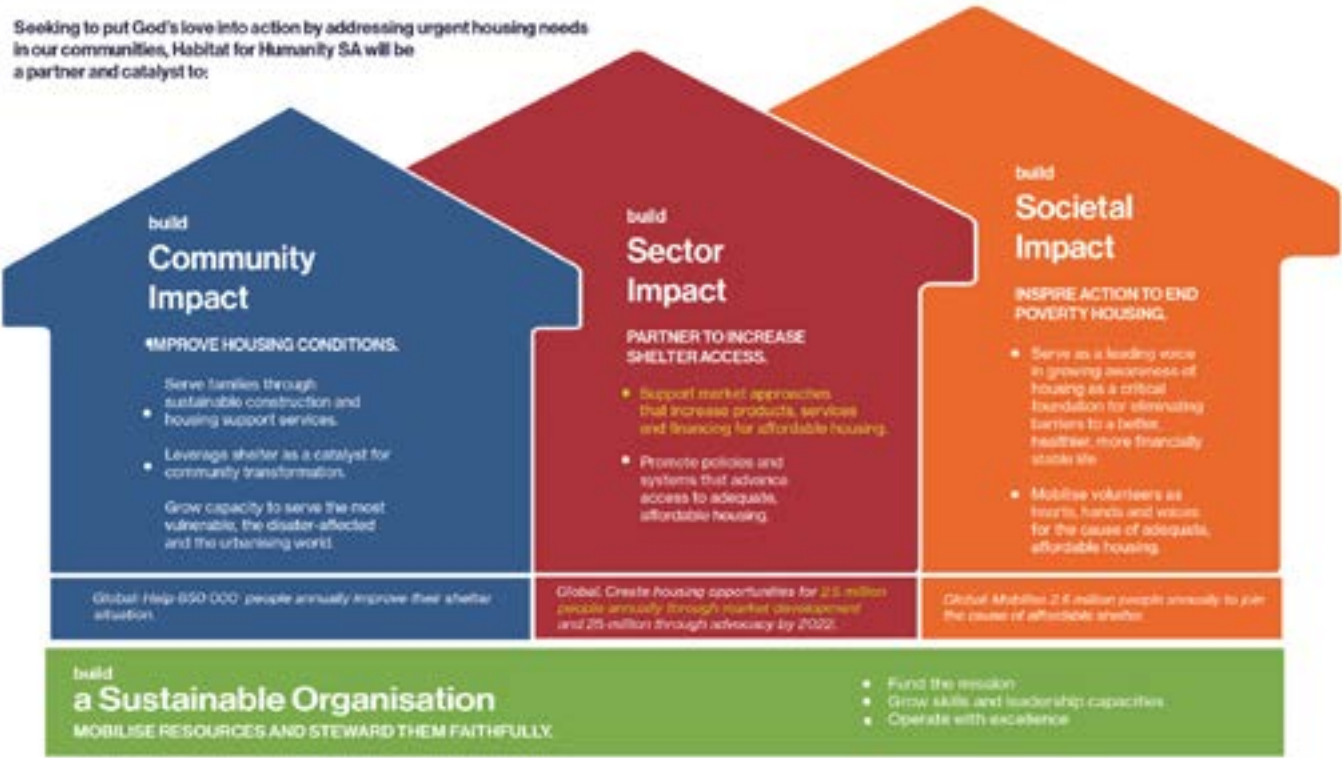 Seeking to put God's love into action by addressing urgent housing needs
in our communities, Habitat for Humanity SA will be
a partner and catalyst to:
build
Community
Impact
IMPROVE HOUSING CONDITIONS.
Serve families through
sustainable construction and
housing support services.
Leverage shelter as a catalyst for
community transformation.
Grow capacity to serve the most
vulnerable, the disaster-affected
and the urbanising world
Global: Help 650 000 people annually improve their shelter
situation.
build
Sector
Impact
PARTNER TO INCREASE
SHELTER ACCESS.
Support market approaches
that increase products, services
and financing for affordable housing.
Promote policies and
systems that advance
access to adequate,
affordable housing.
Global. Create housing opportunities for 2.5 million
people annually through market development
and 25 million through advocacy by 2022.
build
Societal
Impact
INSPIRE ACTION TO END
POVERTY HOUSING.
Serve as a leading voice
in growing awareness of
housing as a critical
foundation for eliminating
barriers to a better,
healthier, more financially
stable life
Mobilise volunteers as
hearts, hands and voices
for the cause of adequate,
affordable housing.
Global: Mobilise 2.5 million people annually to join
the cause of affordable shelter.
build
a Sustainable Organisation
MOBILISE RESOURCES AND STEWARD THEM FAITHFULLY.
Fund the mission
Grow skills and leadership capacities
Operate with excellence